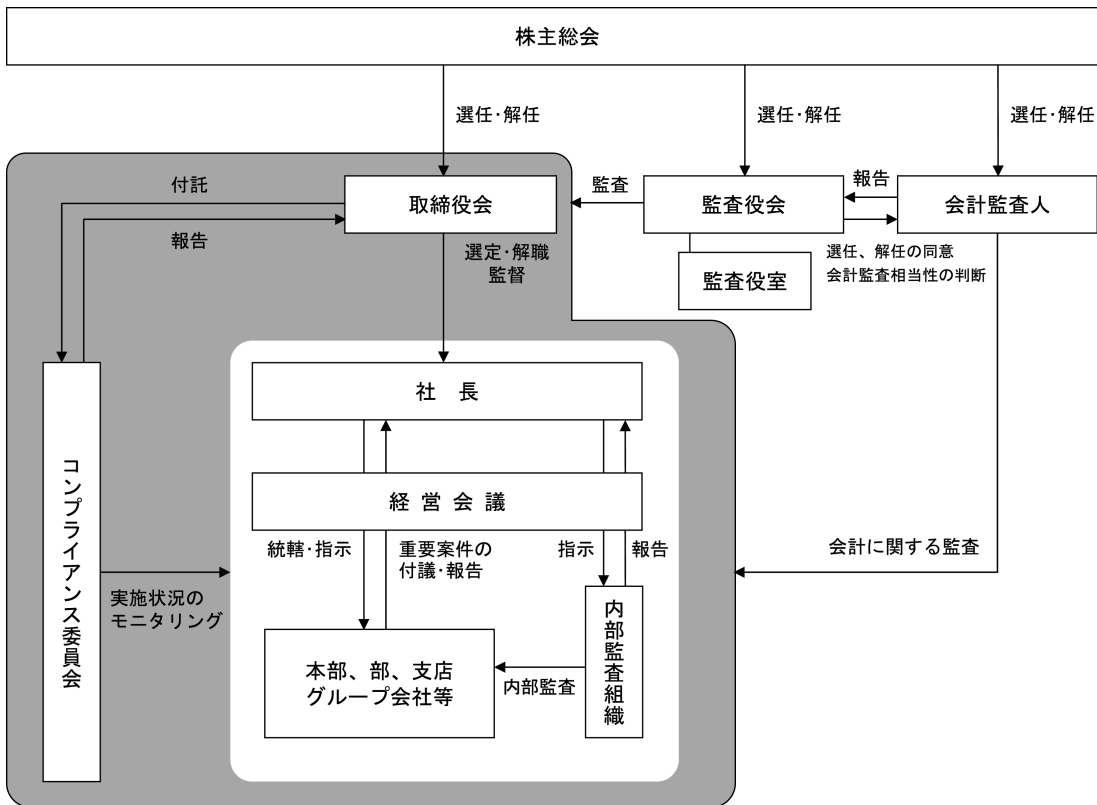 株主総会
選任・解任
選任・解任
選任・解任
付託
報告
取締役会
監査
監査役会
報告
会計監査人
選任、解任の同意
会計監査相当性の判断
監査役室
選定・解職
監督
社　長
経 営 会 議
統轄・指示
重要案件の
付議・報告
指示
報告
会計に関する監査
コンプライアンス委員会
実施状況の
モニタリング
本部、部、支店
グループ会社等
内部監査
内部監査組織